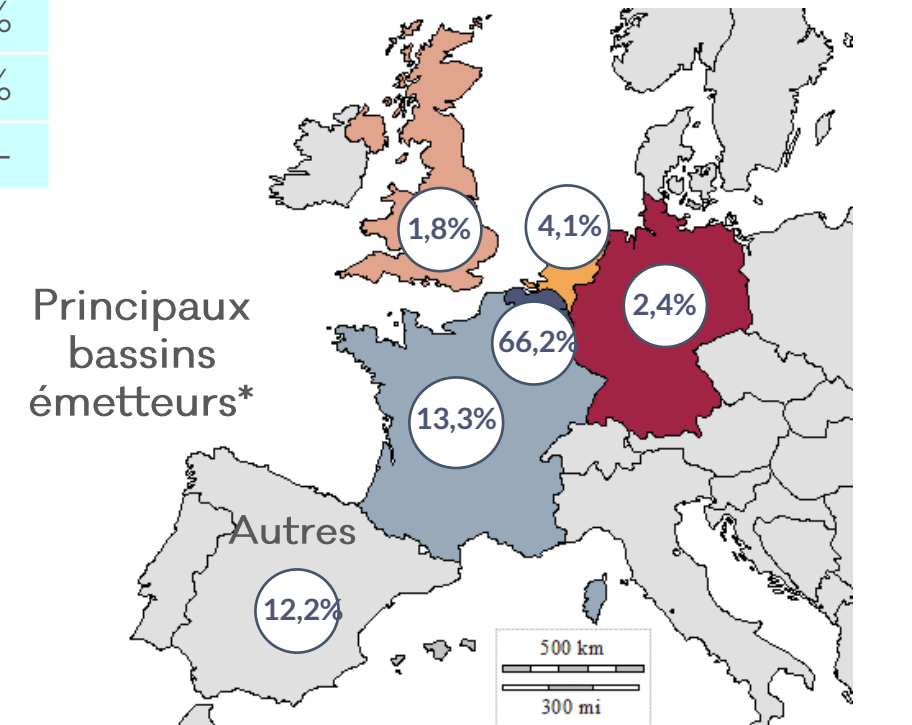 %
%
-
1,8%
4,1%
2,4%
66,2%
Principaux
bassins
émetteurs*
13,3%
Autres
12,2%
500 km
300 mi